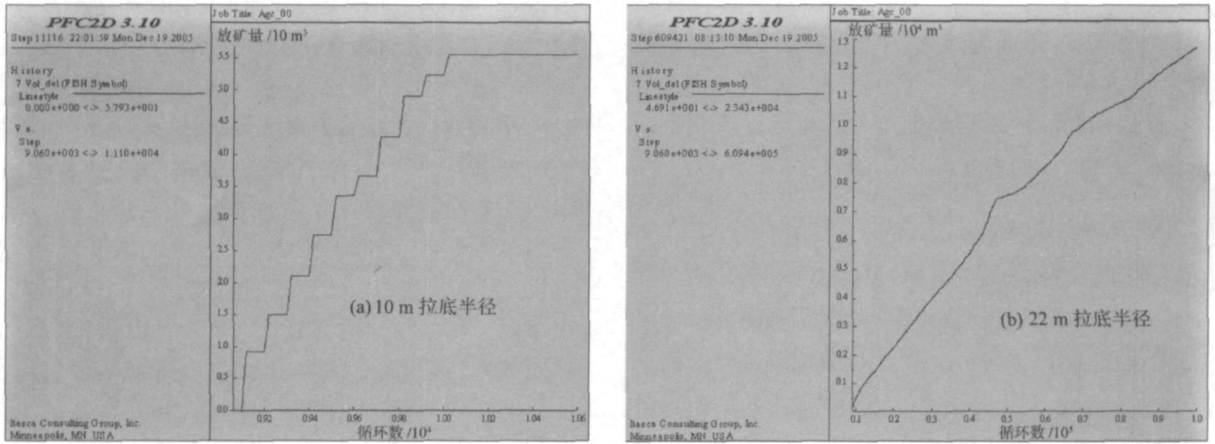 PFC2D 3.10
Step 11116 22:01:59 Mon Dec 19 2005
History
7 Vol_del (FISH Symbol)
Linestyle
0.000e+000 <-> 5.793e+001
V s.
Step
9.060e+003 <-> 1.110e+004
Itasca Consulting Group, Inc.
Minneapolis, MN USA
Job Title: Agc_00
放矿量 /10 m³
5.5
5.0
4.5
4.0
3.5
3.0
2.5
2.0
1.5
1.0
0.5
0.0
(a) 10 m 拉底半径
0.92 0.94 0.96 0.98 1.00 1.02 1.04 1.06
循环数 /10⁴
PFC2D 3.10
Step 609421 08:13:10 Mon Dec 19 2005
History
7 Vol_del (FISH Symbol)
Linestyle
4.691e+001 <-> 2.343e+004
V s.
Step
9.060e+003 <-> 6.094e+005
Itasca Consulting Group, Inc.
Minneapolis, MN USA
Job Title: Agc_00
放矿量 /10⁴ m³
1.3
1.2
1.1
1.0
0.9
0.8
0.7
0.6
0.5
0.4
0.3
0.2
0.1
(b) 22 m 拉底半径
0.1 0.2 0.3 0.4 0.5 0.6 0.7 0.8 0.9 1.0
循环数 /10⁵